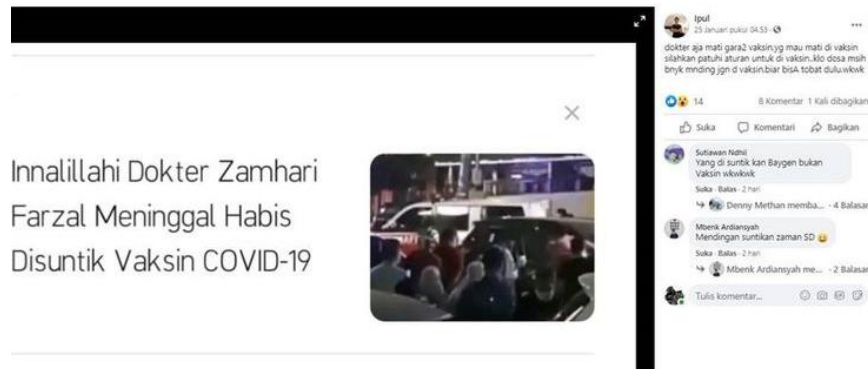 Innalillahi Dokter Zamhari
Farzal Meninggal Habis
Disuntik Vaksin COVID-19
Ipul
25 Januari pukul 04.53
dokter aja mati gara2 vaksin.yg mau mati di vaksin
silahkan patuhi aturan untuk di vaksin..klo dosa msih
bnyk mnding jgn d vaksin.biar bisA tobat dulu.wkwk
14
8 Komentar 1 Kali dibagikan
Suka Komentari Bagikan
Sutiawan Ndhil
Yang di suntik kan Baygen bukan
Vaksin wkwkwk
Suka · Balas · 2 hari
Denny Methan memba... · 4 Balasan
Mbenk Ardiansyah
Mendingan suntikan zaman SD 😄
Suka · Balas · 2 hari
Mbenk Ardiansyah me... · 2 Balasan
Tulis komentar...